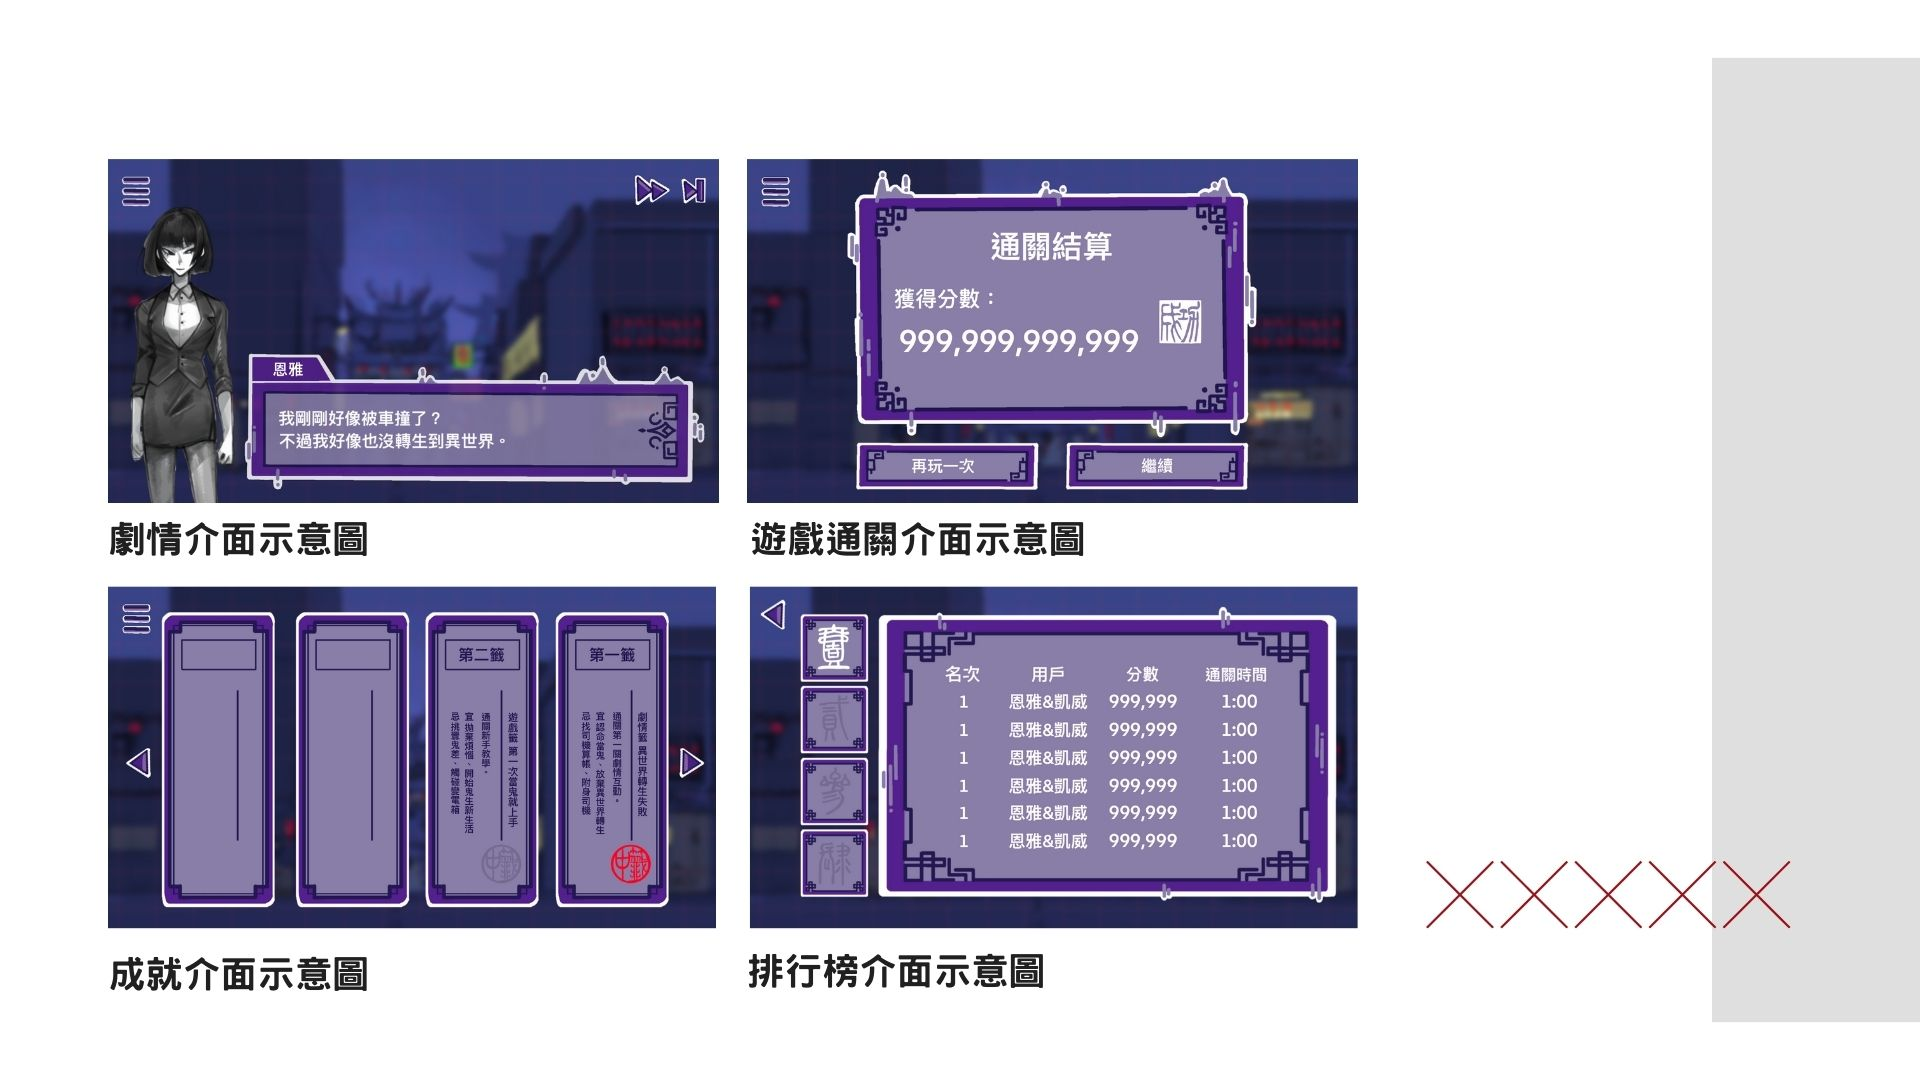 恩雅
我剛剛好像被車撞了？
不過我好像也沒轉生到異世界。
劇情介面示意圖
通關結算
獲得分數：
999,999,999,999
成功
再玩一次
繼續
遊戲通關介面示意圖
第一籤
劇情籤 異世界轉生失敗
通關第一關劇情互動。
宜 認命當鬼、放棄異世界轉生
忌 找司機算帳、附身司機
第二籤
遊戲籤 第一次當鬼就上手
通關新手教學。
宜 拋棄煩惱、開始鬼生新生活
忌 挑釁鬼差、觸碰變電箱
成就介面示意圖
貳
參
肆
名次 用戶 分數 通關時間
1 恩雅&凱威 999,999 1:00
1 恩雅&凱威 999,999 1:00
1 恩雅&凱威 999,999 1:00
1 恩雅&凱威 999,999 1:00
1 恩雅&凱威 999,999 1:00
1 恩雅&凱威 999,999 1:00
排行榜介面示意圖